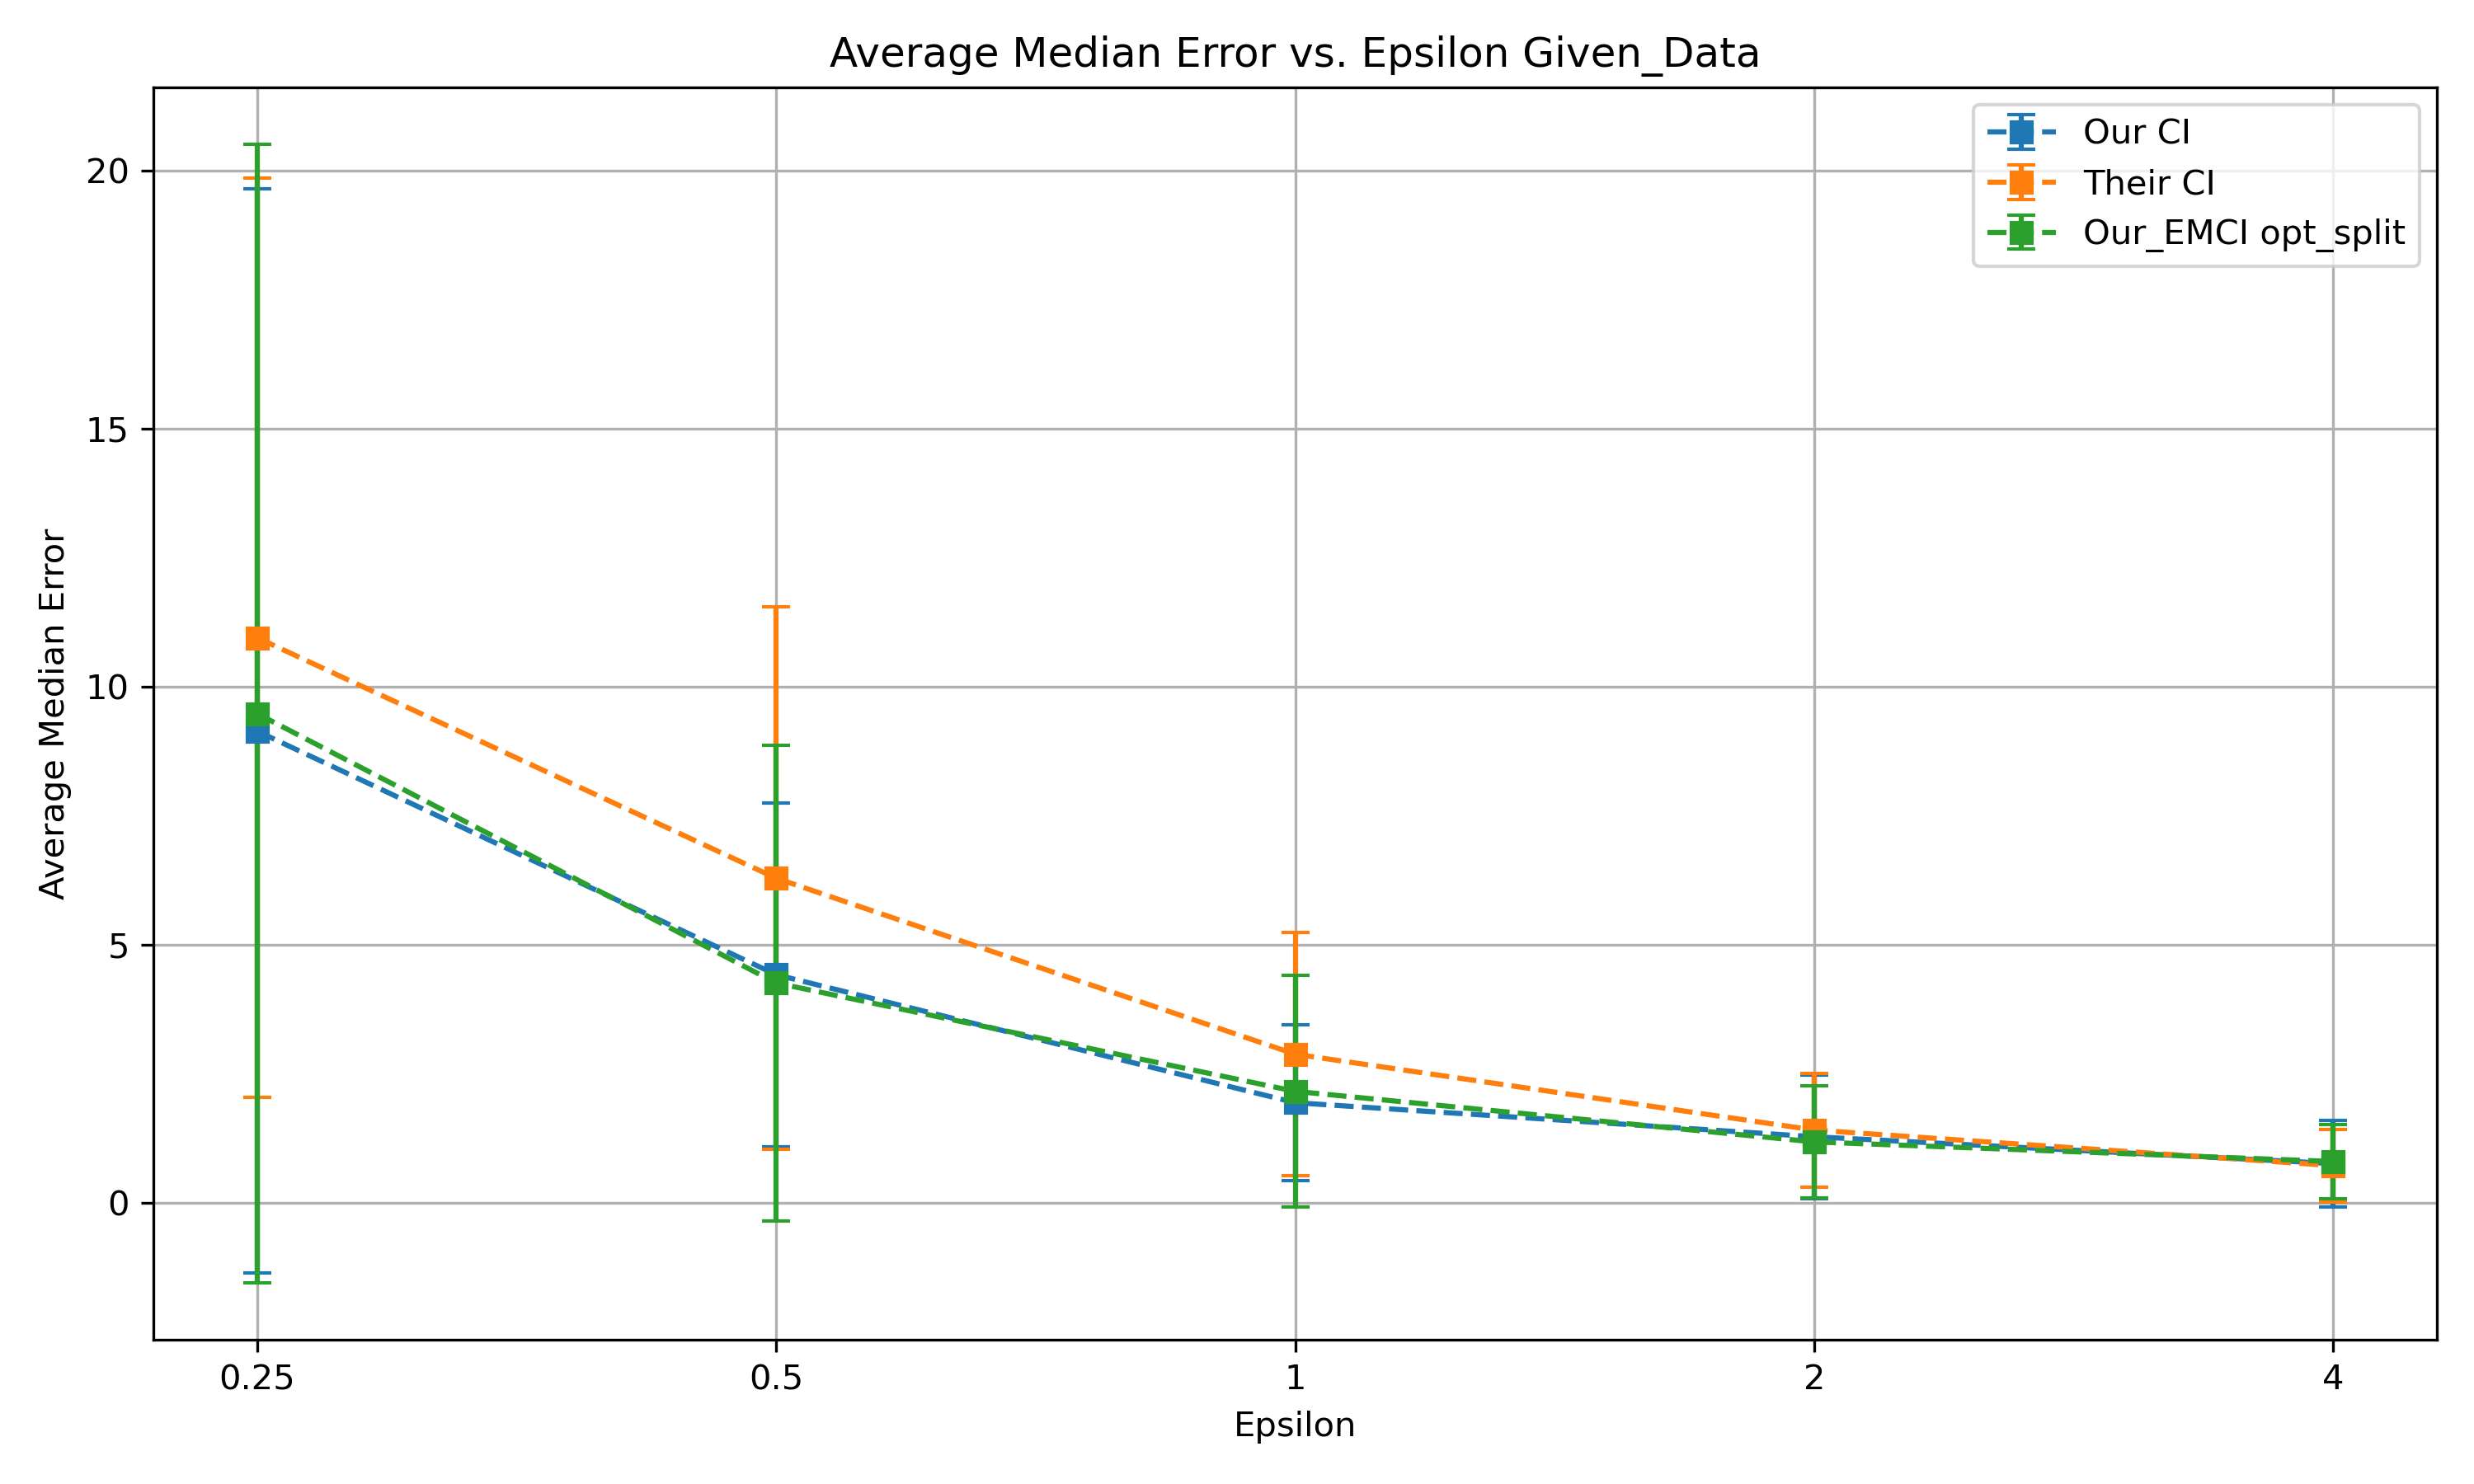 Average Median Error vs. Epsilon Given_Data
Our CI
Their CI
Our_EMCI opt_split
Average Median Error
20
15
10
5
0
0.25 0.5 1 2 4
Epsilon